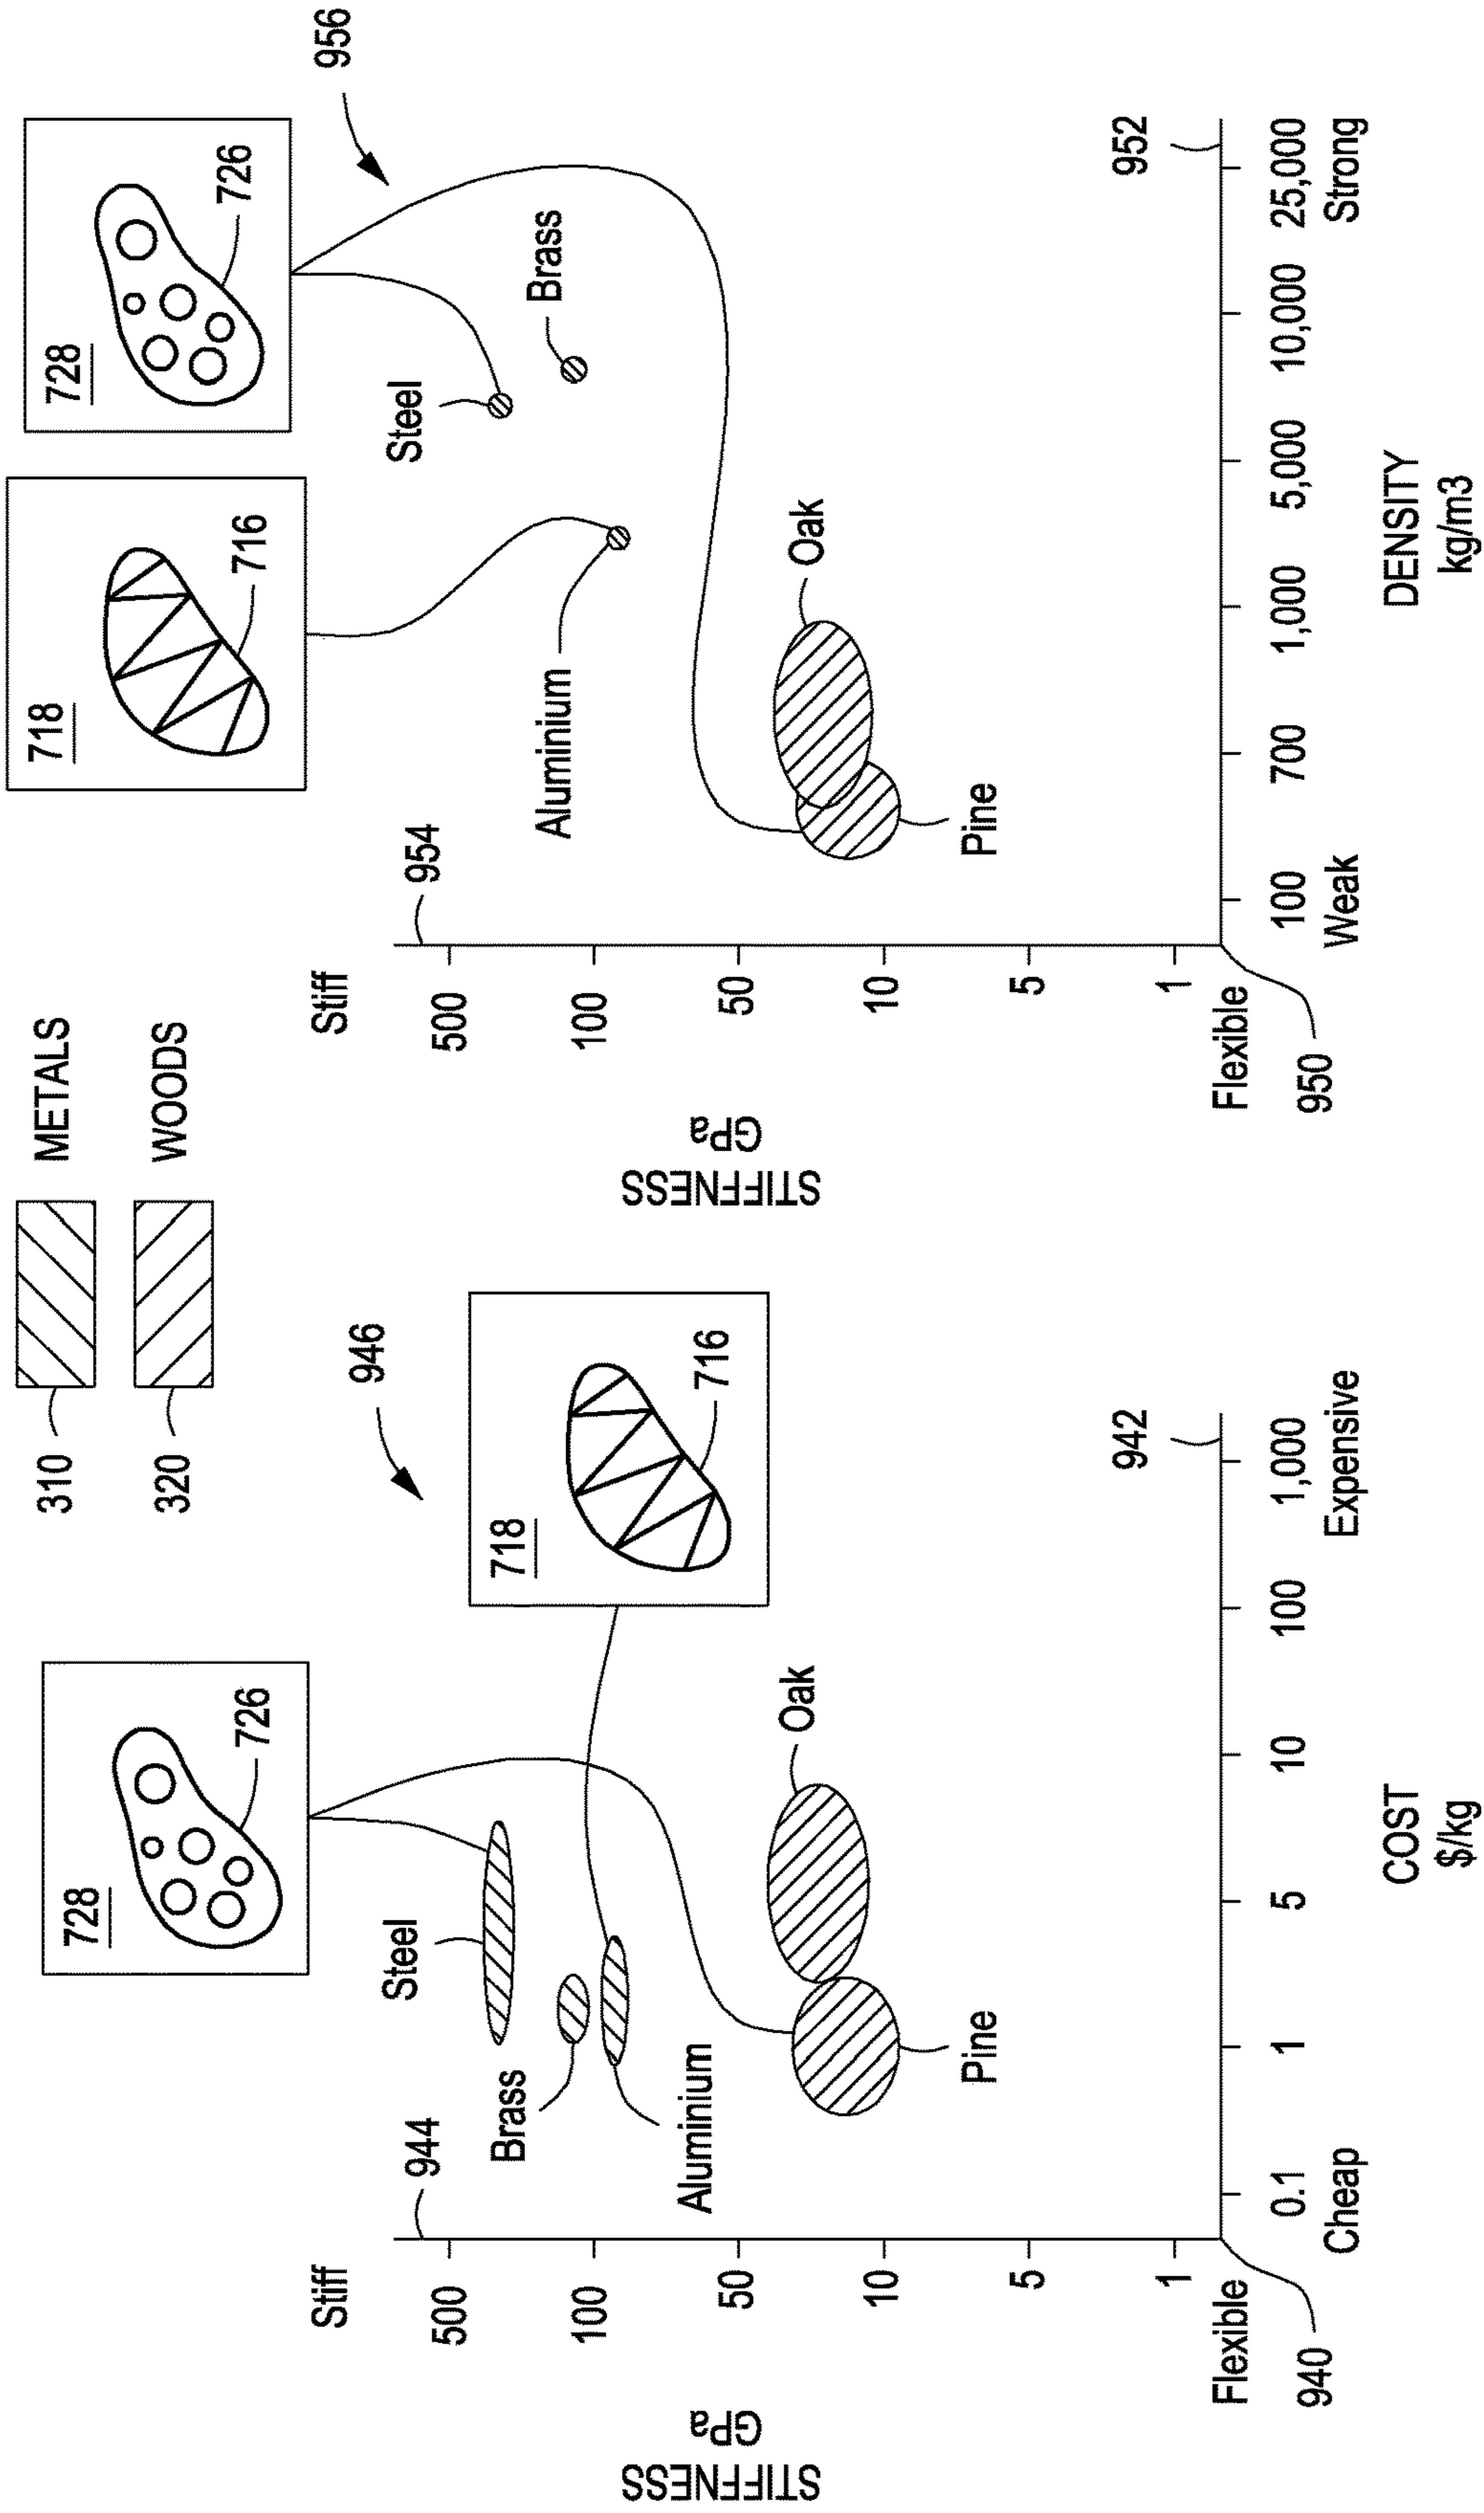 310
METALS
320
WOODS
946
728
726
718
716
Stiff
944
500
100
50
10
5
1
Flexible
STIFFNESS
GPa
Steel
Brass
Aluminium
Oak
Pine
940
942
0.1
1
5
10
100
1,000
Cheap
Expensive
COST
$/kg
956
718
716
728
726
Stiff
954
500
100
50
10
5
1
Flexible
STIFFNESS
GPa
Steel
Brass
Aluminium
Oak
Pine
950
952
100
700
1,000
5,000
10,000
25,000
Weak
Strong
DENSITY
kg/m3